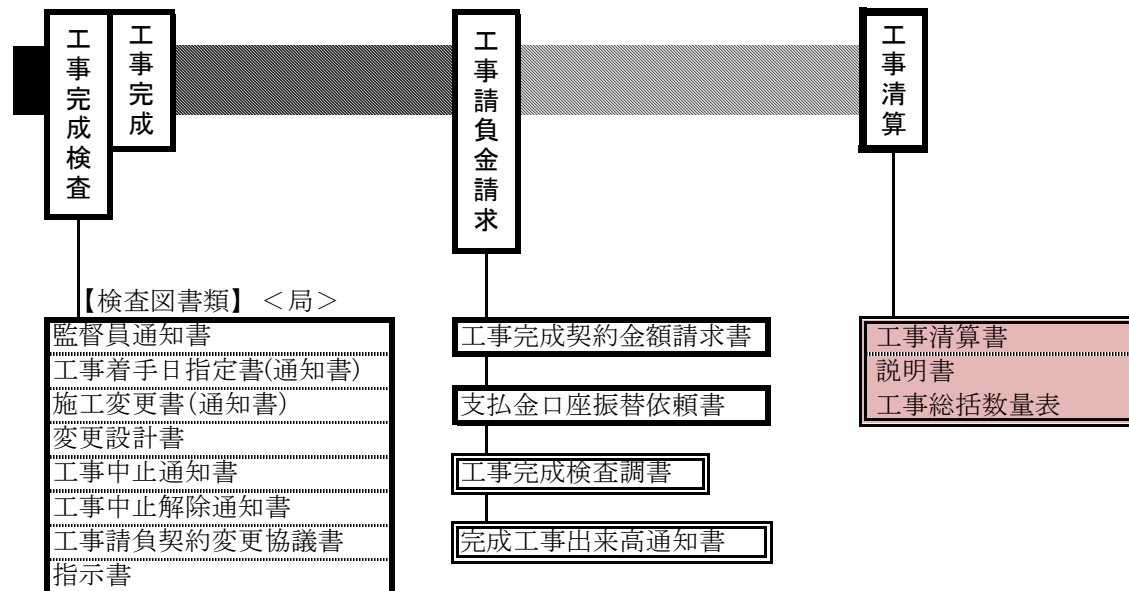 工事完成検査
工事完成
工事請負金請求
工事清算
【検査図書類】＜局＞
監督員通知書
工事着手日指定書(通知書)
施工変更書(通知書)
変更設計書
工事中止通知書
工事中止解除通知書
工事請負契約変更協議書
指示書
工事完成契約金額請求書
支払金口座振替依頼書
工事完成検査調書
完成工事出来高通知書
工事清算書
説明書
工事総括数量表